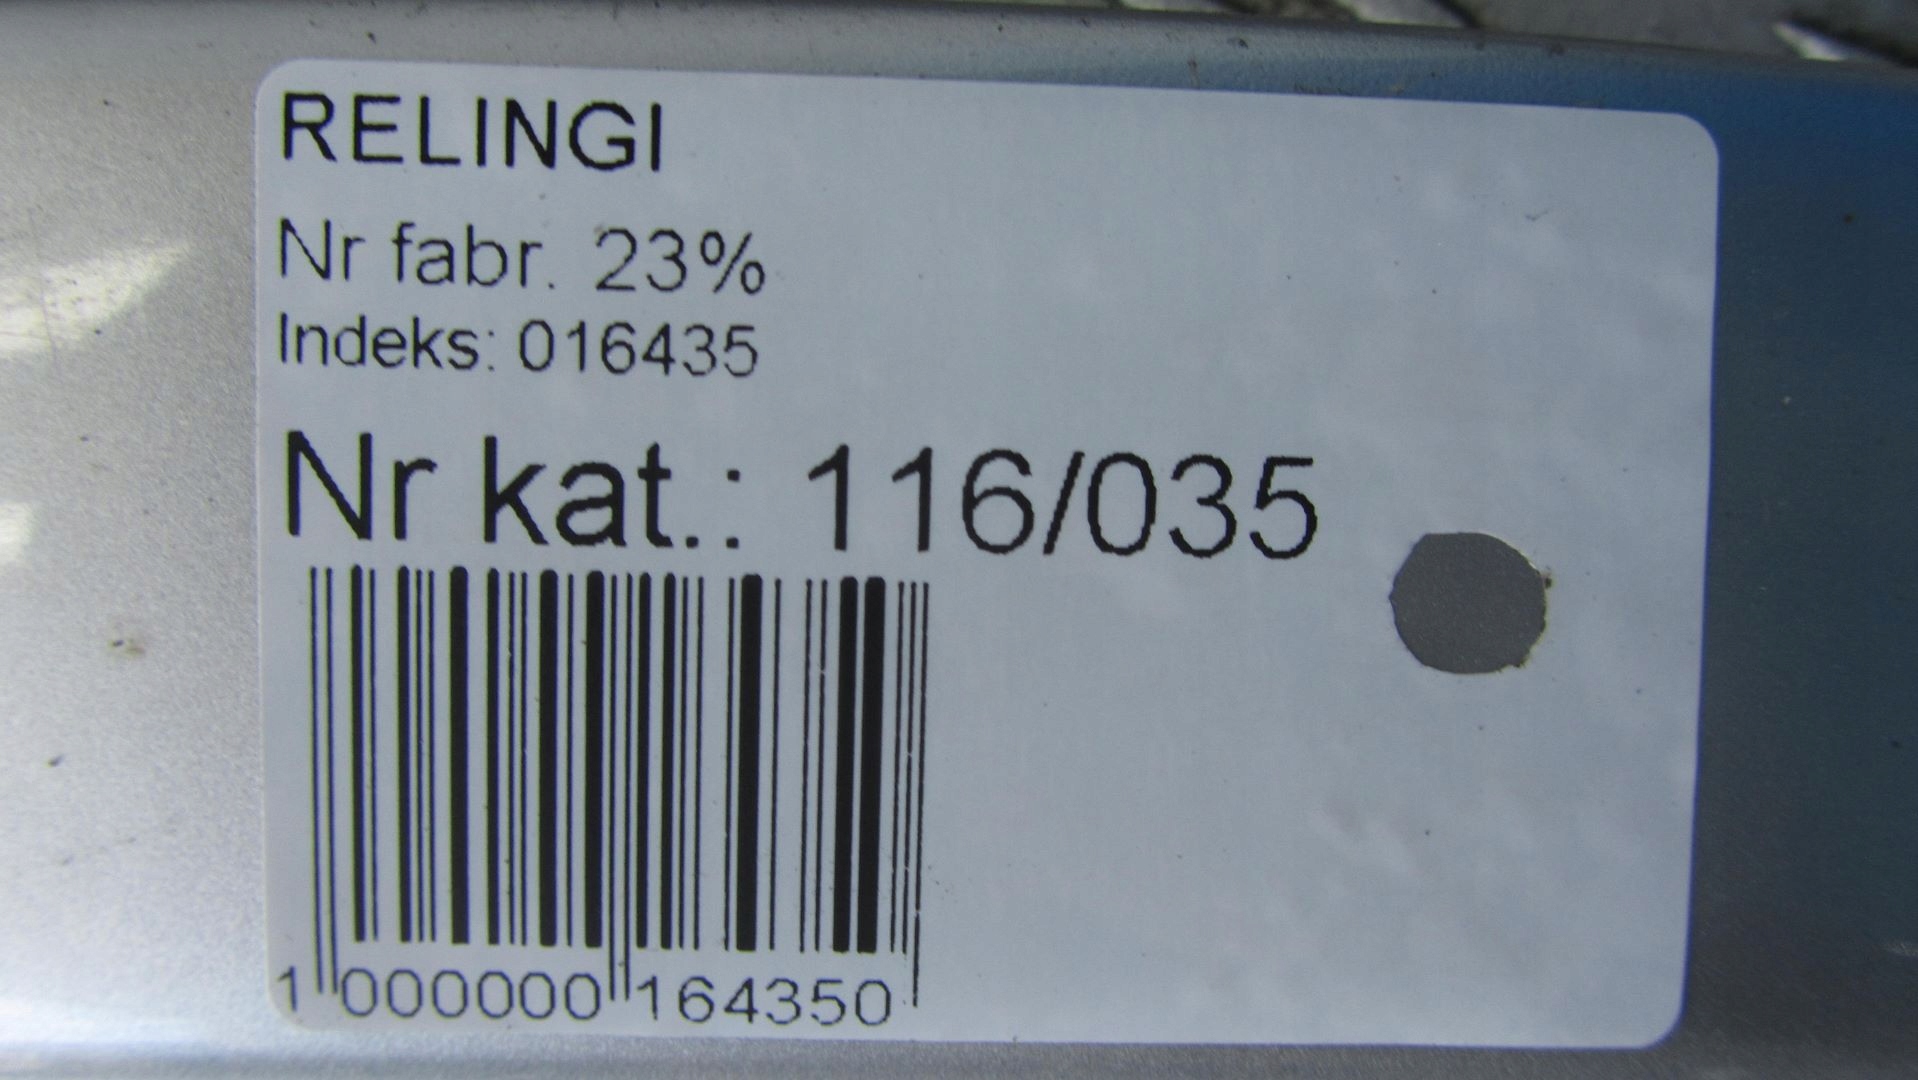 RELINGI
Nr fabr. 23%
Indeks: 016435
Nr kat.: 116/035
1 000000 164350